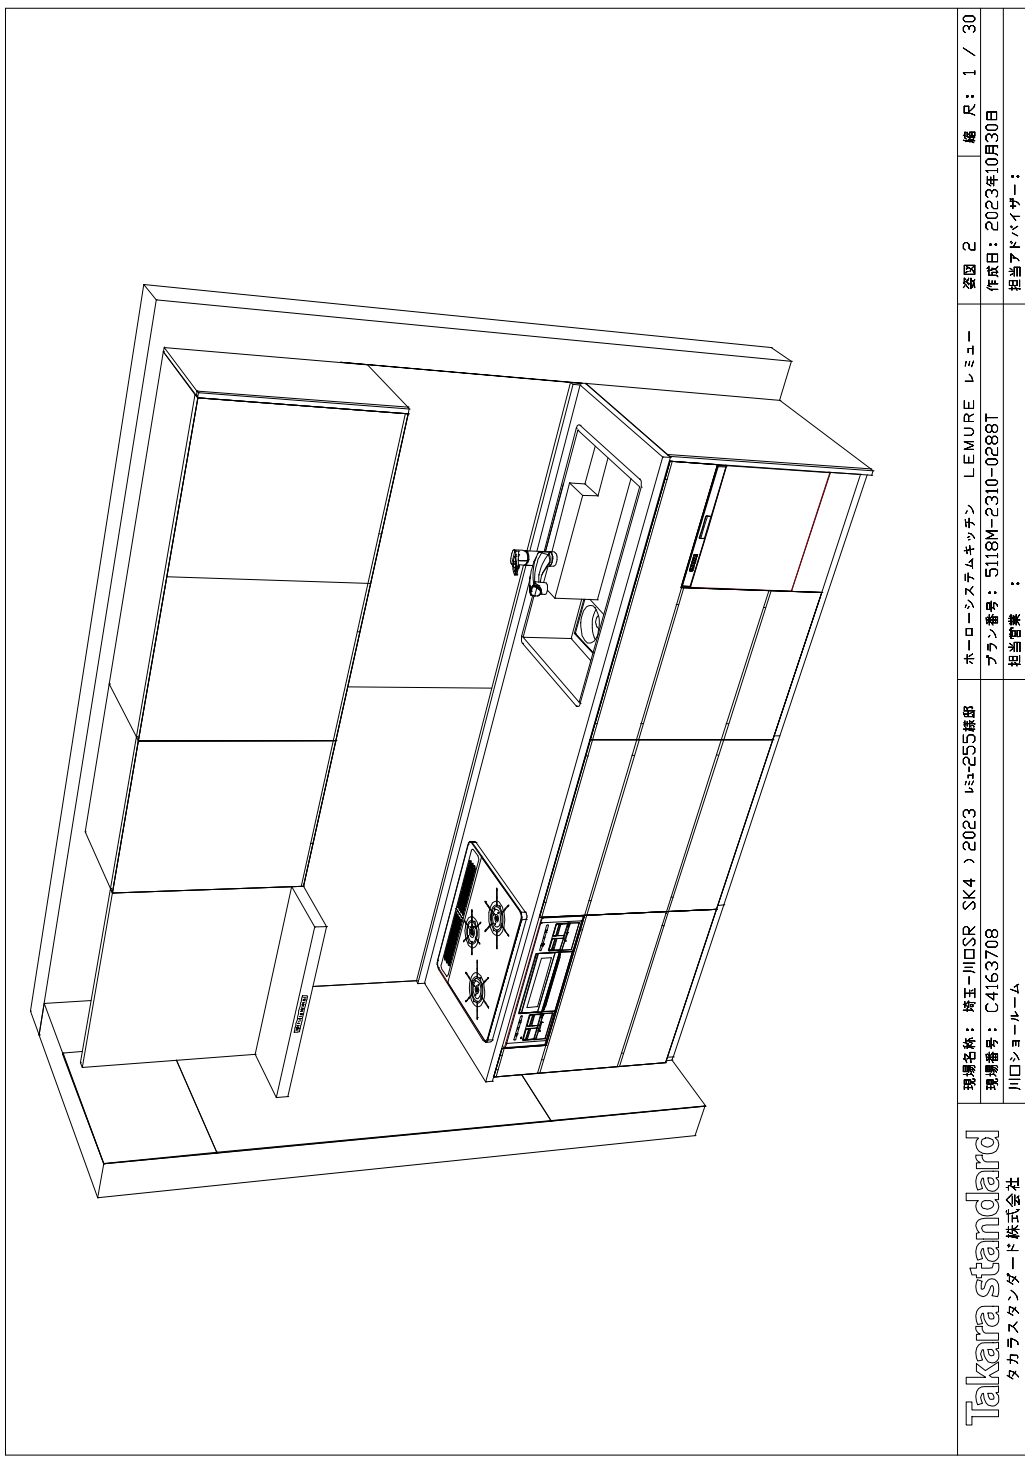 Takara standard
タカラスタンダード株式会社
現場名称： 埼玉－川口SR SK4 ）2023 ﾚﾐｭｰ255様邸
現場番号： C4163708
川口ショールーム
ホーローシステムキッチン LEMURE レミュー
プラン番号： 5118M-2310-0288T
担当営業 ：
姿図 2
縮 尺： 1 / 30
作成日： 2023年10月30日
担当アドバイザー：